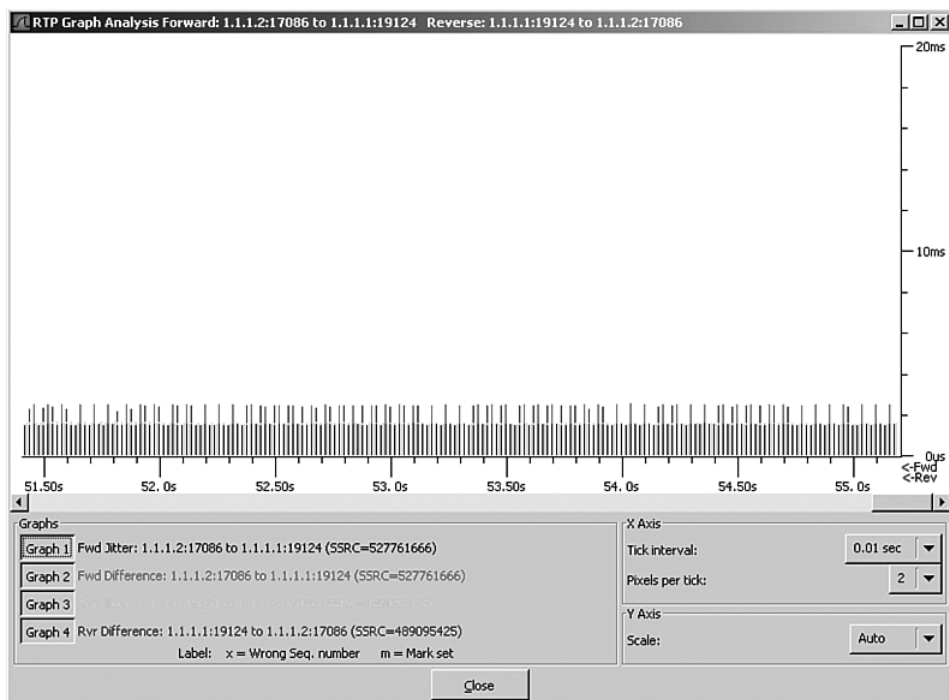 RTP Graph Analysis Forward: 1.1.1.2:17086 to 1.1.1.1:19124 Reverse: 1.1.1.1:19124 to 1.1.1.2:17086
20ms
10ms
0µs
<-Fwd
<-Rev
51.50s 52.0s 52.50s 53.0s 53.50s 54.0s 54.50s 55.0s
Graphs
Graph 1 Fwd Jitter: 1.1.1.2:17086 to 1.1.1.1:19124 (SSRC=527761666)
Graph 2 Fwd Difference: 1.1.1.2:17086 to 1.1.1.1:19124 (SSRC=527761666)
Graph 3
Graph 4 Rvr Difference: 1.1.1.1:19124 to 1.1.1.2:17086 (SSRC=489095425)
Label: x = Wrong Seq. number m = Mark set
X Axis
Tick interval: 0.01 sec
Pixels per tick: 2
Y Axis
Scale: Auto
Close